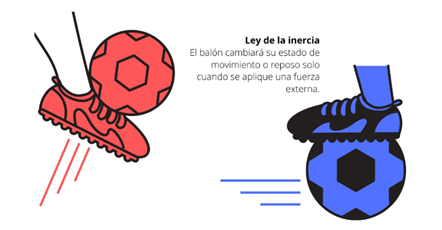 Ley de la inercia
El balón cambiará su estado de
movimiento o reposo solo
cuando se aplique una fuerza
externa.